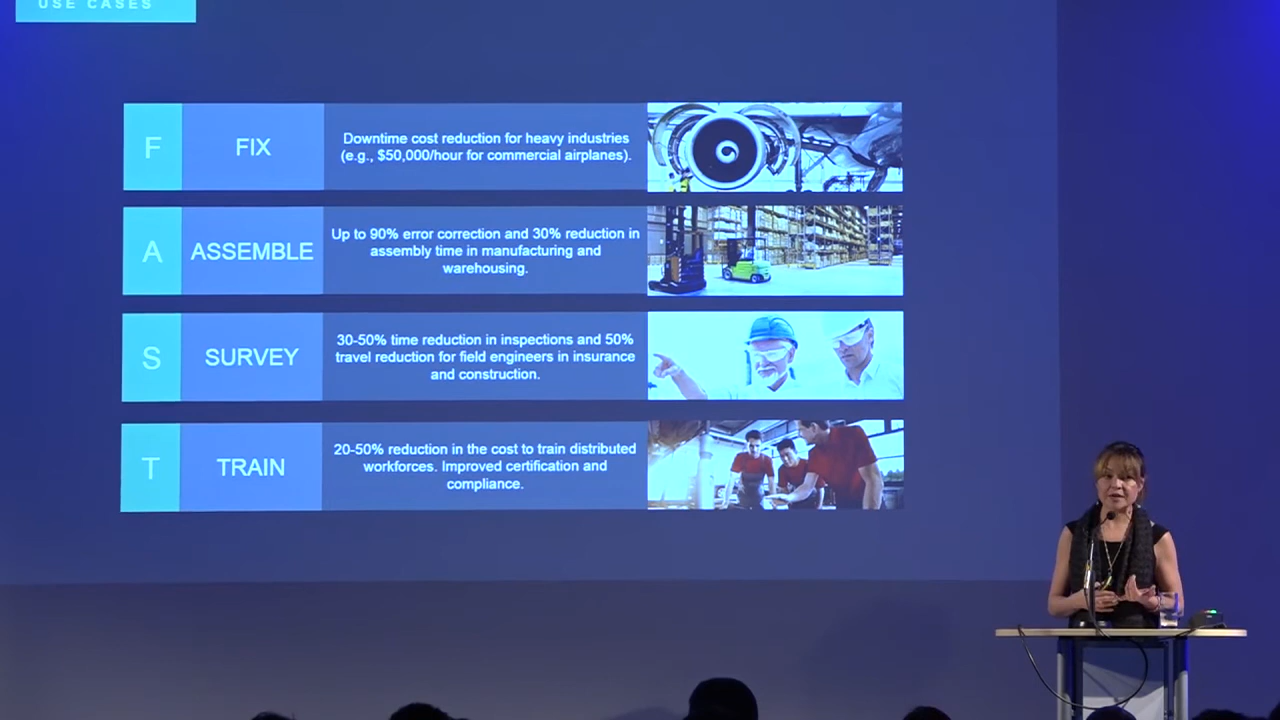 USE CASES
F
FIX
Downtime cost reduction for heavy industries
(e.g., $50,000/hour for commercial airplanes).
A
ASSEMBLE
Up to 90% error correction and 30% reduction in
assembly time in manufacturing and
warehousing.
S
SURVEY
30-50% time reduction in inspections and 50%
travel reduction for field engineers in insurance
and construction.
T
TRAIN
20-50% reduction in the cost to train distributed
workforces. Improved certification and
compliance.